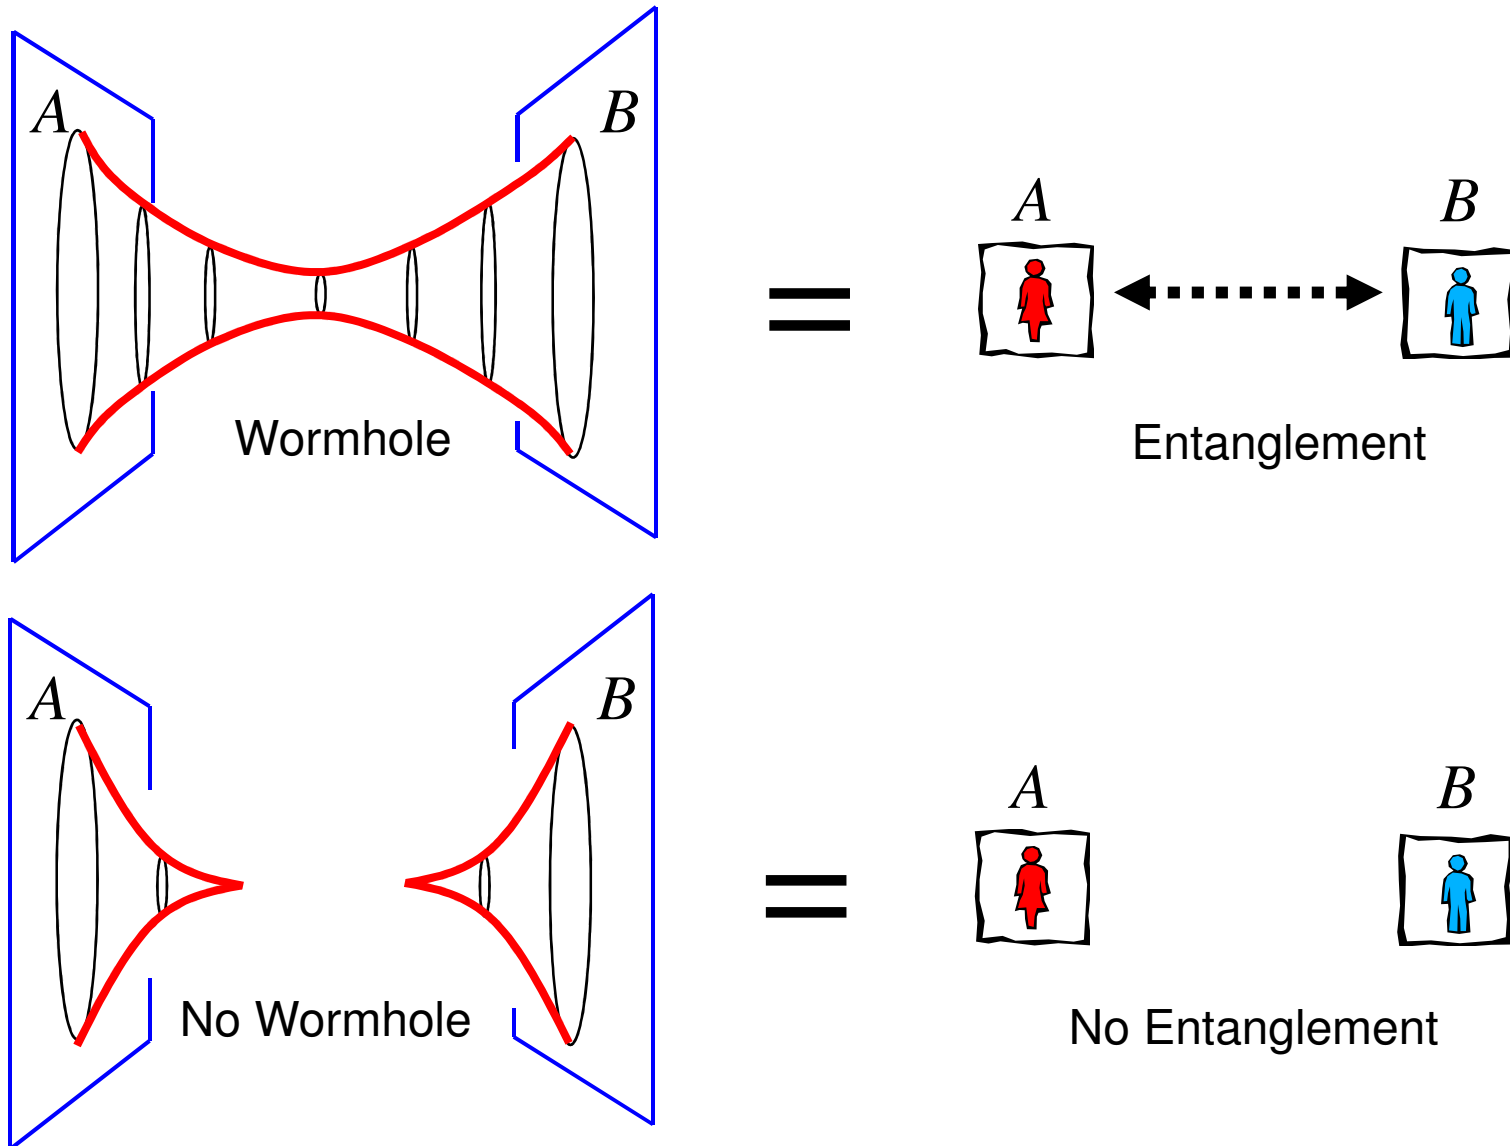 A B
A B
=
Wormhole
Entanglement
A B
A B
=
No Wormhole
No Entanglement